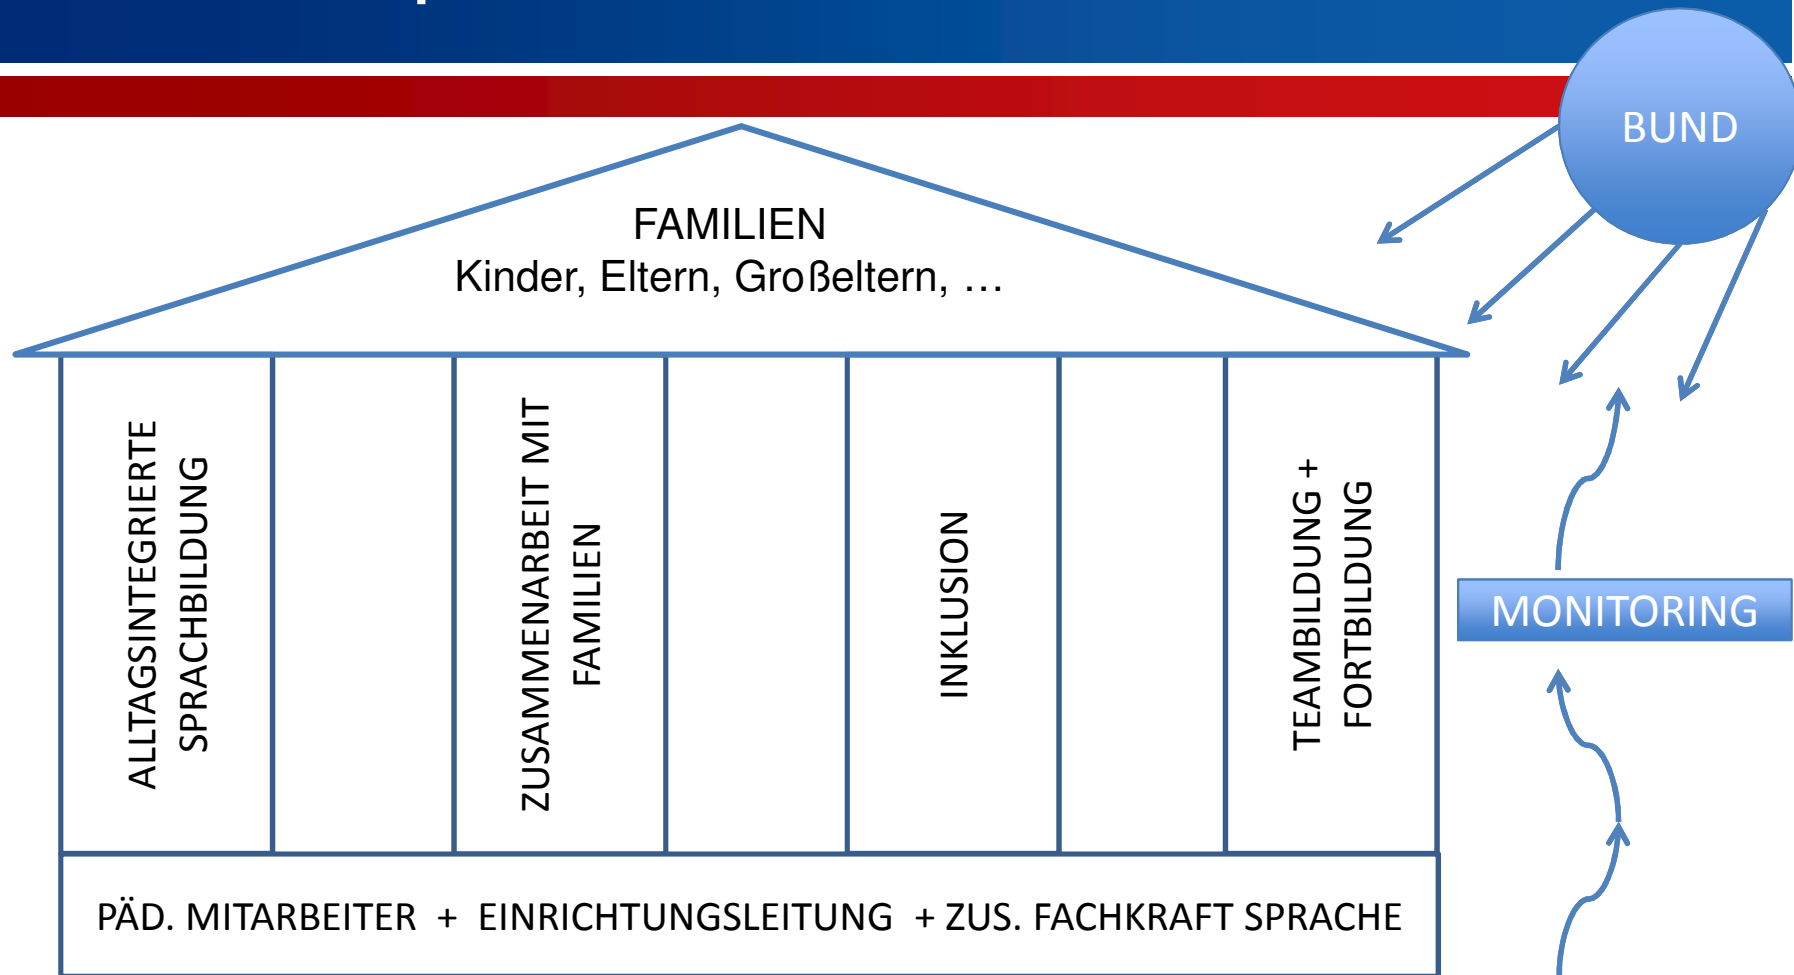 BUND
FAMILIEN
Kinder, Eltern, Großeltern, …
ALLTAGSINTEGRIERTE
SPRACHBILDUNG
ZUSAMMENARBEIT MIT
FAMILIEN
INKLUSION
TEAMBILDUNG +
FORTBILDUNG
MONITORING
PÄD. MITARBEITER + EINRICHTUNGSLEITUNG + ZUS. FACHKRAFT SPRACHE